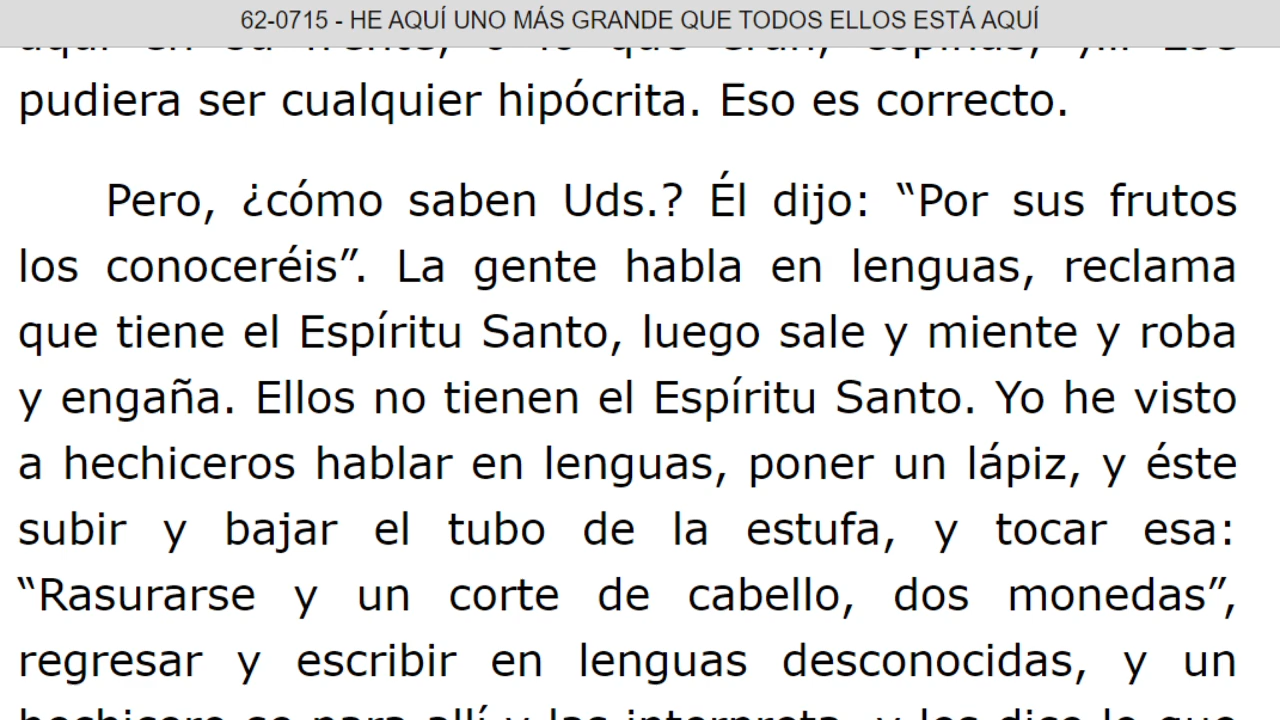 62-0715 - HE AQUÍ UNO MÁS GRANDE QUE TODOS ELLOS ESTÁ AQUÍ
pudiera ser cualquier hipócrita. Eso es correcto.
Pero, ¿cómo saben Uds.? Él dijo: “Por sus frutos
los conoceréis”. La gente habla en lenguas, reclama
que tiene el Espíritu Santo, luego sale y miente y roba
y engaña. Ellos no tienen el Espíritu Santo. Yo he visto
a hechiceros hablar en lenguas, poner un lápiz, y éste
subir y bajar el tubo de la estufa, y tocar esa:
“Rasurarse y un corte de cabello, dos monedas”,
regresar y escribir en lenguas desconocidas, y un